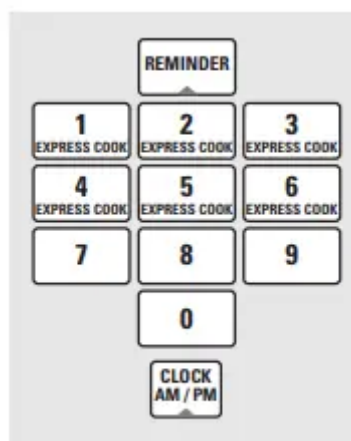 REMINDER
1 2 3
EXPRESS COOK EXPRESS COOK EXPRESS COOK
4 5 6
EXPRESS COOK EXPRESS COOK EXPRESS COOK
7 8 9
0
CLOCK
AM / PM